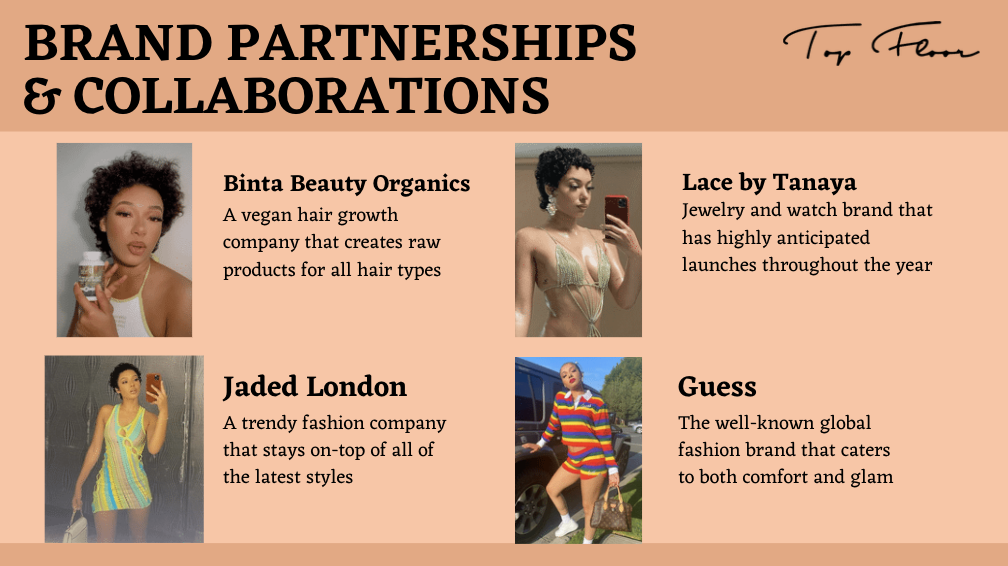 BRAND PARTNERSHIPS
& COLLABORATIONS
Top Floor
Binta Beauty Organics
A vegan hair growth
company that creates raw
products for all hair types
Lace by Tanaya
Jewelry and watch brand that
has highly anticipated
launches throughout the year
Jaded London
A trendy fashion company
that stays on-top of all of
the latest styles
Guess
The well-known global
fashion brand that caters
to both comfort and glam